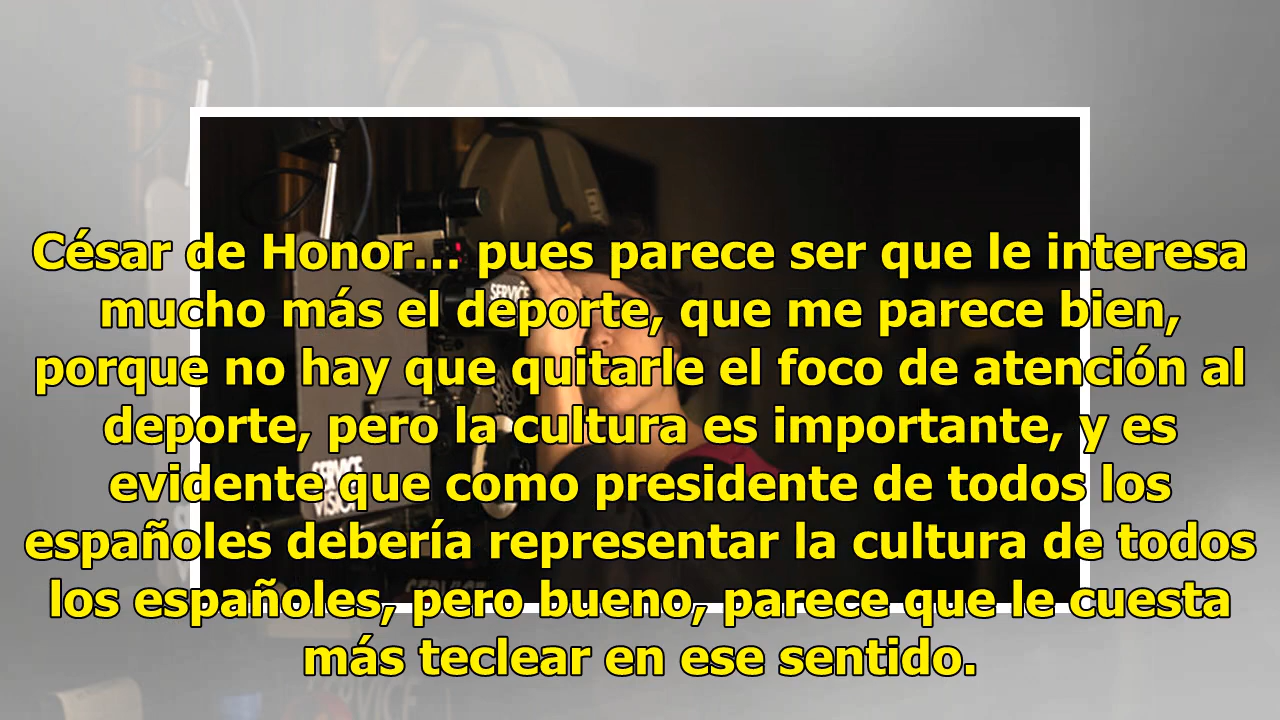 César de Honor... pues parece ser que le interesa
mucho más el deporte, que me parece bien,
porque no hay que quitarle el foco de atención al
deporte, pero la cultura es importante, y es
evidente que como presidente de todos los
españoles debería representar la cultura de todos
los españoles, pero bueno, parece que le cuesta
más teclear en ese sentido.
SERVICE
SERVICE
VISION